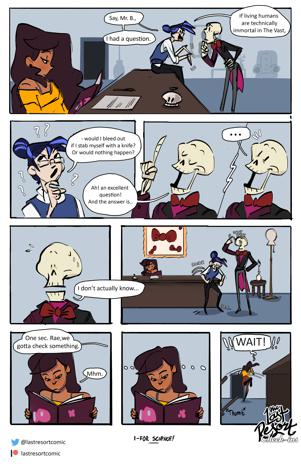 Say, Mr. B.,
I had a question.
If living humans
are technically
immortal in The Vast,
? ? ?
? ? ?
- would I bleed out
if I stab myself with a knife?
Or would nothing happen?
Ah! an excellent
question!
And the answer is..
...
I don't actually know...
One sec. Rae,we
gotta check something.
Mhm.
...
WAIT!
Last
Resort
@lastresortcomic
lastresortcomic
1-FOR SCIENCE!